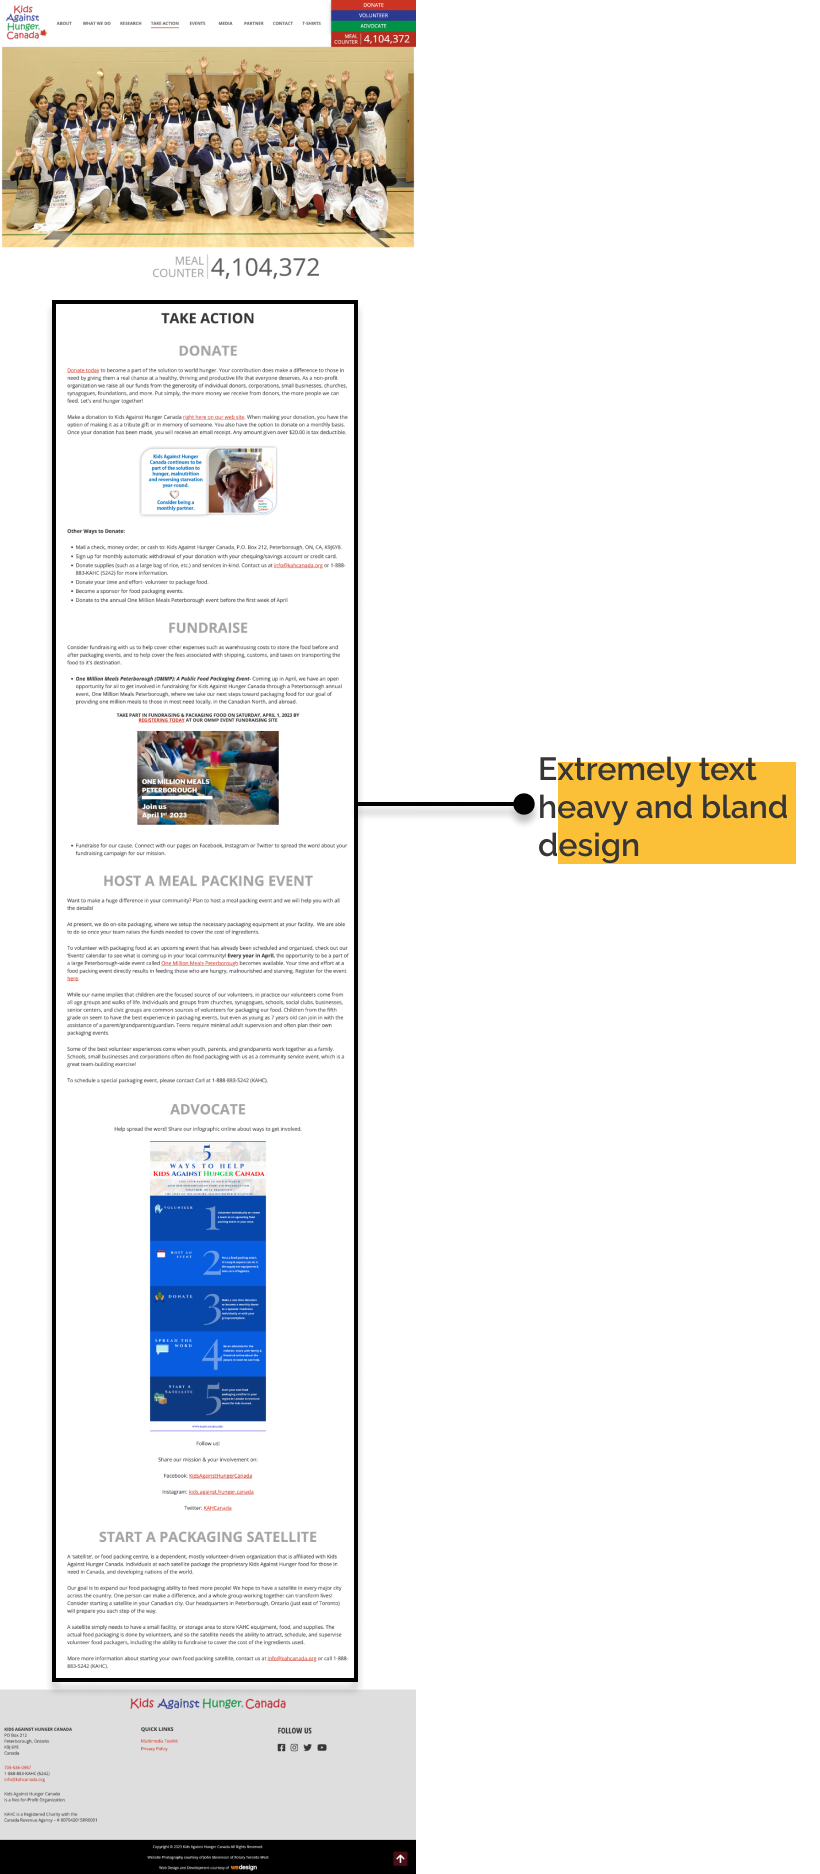 Kids
Against
Hunger.
Canada
ABOUT
WHAT WE DO
RESEARCH
TAKE ACTION
EVENTS
MEDIA
PARTNER
CONTACT
T-SHIRTS
DONATE
VOLUNTEER
ADVOCATE
MEAL
COUNTER
4,104,372
MEAL
COUNTER
4,104,372
TAKE ACTION
DONATE
Donate today to become a part of the solution to world hunger. Your contribution does make a difference to those in
need by giving them a real chance at a healthy, thriving and productive life that everyone deserves. As a non-profit
organization we raise all our funds from the generosity of individual donors, corporations, small businesses, churches,
synagogues, foundations, and more. Put simply, the more money we receive from donors, the more people we can
feed. Let's end hunger together!
Make a donation to Kids Against Hunger Canada right here on our web site. When making your donation, you have the
option of making it as a tribute gift or in memory of someone. You also have the option to donate on a monthly basis.
Once your donation has been made, you will receive an email receipt. Any amount given over $20.00 is tax deductible.
Kids Against Hunger
Canada continues to be
part of the solution to
hunger, malnutrition
and reversing starvation
year-round.
Consider being a
monthly partner.
Other Ways to Donate:
• Mail a check, money order, or cash to: Kids Against Hunger Canada, P.O. Box 212, Peterborough, ON, CA, K9J6Y8.
• Sign up for monthly automatic withdrawal of your donation with your chequing/savings account or credit card.
• Donate supplies (such as a large bag of rice, etc.) and services in-kind. Contact us at info@kahcanada.org or 1-888-
883-KAHC (5242) for more information.
• Donate your time and effort- volunteer to package food.
• Become a sponsor for food packaging events.
• Donate to the annual One Million Meals Peterborough event before the first week of April
FUNDRAISE
Consider fundraising with us to help cover other expenses such as warehousing costs to store the food before and
after packaging events, and to help cover the fees associated with shipping, customs, and taxes on transporting the
food to it's destination.
• One Million Meals Peterborough (OMMP): A Public Food Packaging Event- Coming up in April, we have an open
opportunity for all to get involved in fundraising for Kids Against Hunger Canada through a Peterborough annual
event, One Million Meals Peterborough, where we take our next steps toward packaging food for our goal of
providing one million meals to those in most need locally, in the Canadian North, and abroad.
TAKE PART IN FUNDRAISING & PACKAGING FOOD ON SATURDAY, APRIL 1, 2023 BY
REGISTERING TODAY AT OUR OMMP EVENT FUNDRAISING SITE
ONE MILLION MEALS
PETERBOROUGH
Join us
April 1st 2023
Extremely text
heavy and bland
design
• Fundraise for our cause. Connect with our pages on Facebook, Instagram or Twitter to spread the word about your
fundraising campaign for our mission.
HOST A MEAL PACKING EVENT
Want to make a huge difference in your community? Plan to host a meal packing event and we will help you with all
the details!
At present, we do on-site packaging, where we setup the necessary packaging equipment at your facility. We are able
to do so once your team raises the funds needed to cover the cost of ingredients.
To volunteer with packaging food at an upcoming event that has already been scheduled and organized, check out our
'Events' calendar to see what is coming up in your local community! Every year in April, the opportunity to be a part of
a large Peterborough-wide event called One Million Meals Peterborough becomes available. Your time and effort at a
food packing event directly results in feeding those who are hungry, malnourished and starving. Register for the event
here.
While our name implies that children are the focused source of our volunteers, in practice our volunteers come from
all age groups and walks of life. Individuals and groups from churches, synagogues, schools, social clubs, businesses,
senior centers, and civic groups are common sources of volunteers for packaging our food. Children from the fifth
grade on seem to have the best experience in packaging events, but even as young as 7 years old can join in with the
assistance of a parent/grandparent/guardian. Teens require minimal adult supervision and often plan their own
packaging events.
Some of the best volunteer experiences come when youth, parents, and grandparents work together as a family.
Schools, small businesses and corporations often do food packaging with us as a community service event, which is a
great team-building exercise!
To schedule a special packaging event, please contact Carl at 1-888-893-5242 (KAHC).
ADVOCATE
Help spread the word! Share our infographic online about ways to get involved.
5
WAYS TO HELP
KIDS AGAINST HUNGER CANADA
VOLUNTEER
1
HOST AN
EVENT
2
DONATE
3
SPREAD THE
WORD
4
START A
SATELLITE
5
Follow us!
Share our mission & your involvement on:
Facebook: KidsAgainstHungerCanada
Instagram: kids.against.hunger.canada
Twitter: KAHCanada
START A PACKAGING SATELLITE
A 'satellite', or food packing centre, is a dependent, mostly volunteer-driven organization that is affiliated with Kids
Against Hunger Canada. Individuals at each satellite package the proprietary Kids Against Hunger food for those in
need in Canada, and developing nations of the world.
Our goal is to expand our food packaging ability to feed more people! We hope to have a satellite in every major city
across the country. One person can make a difference, and a whole group working together can transform lives!
Consider starting a satellite in your Canadian city. Our headquarters in Peterborough, Ontario (just east of Toronto)
will prepare you each step of the way.
A satellite simply needs to have a small facility, or storage area to store KAHC equipment, food, and supplies. The
actual food packaging is done by volunteers, and so the satellite needs the ability to attract, schedule, and supervise
volunteer food packagers, including the ability to fundraise to cover the cost of the ingredients used.
More more information about starting your own food packing satellite, contact us at info@kahcanada.org or call 1-888-
883-5242 (KAHC).
Kids Against Hunger. Canada
KIDS AGAINST HUNGER CANADA
PO Box 212
Peterborough, Ontario
K9J 6Y8
Canada
1-888-883-KAHC (5242)
info@kahcanada.org
Kids Against Hunger Canada
is a Not-for-Profit Organization.
KAHC is a Registered Charity with the
Canada Revenue Agency –
QUICK LINKS
Multimedia Toolkit
Privacy Policy
FOLLOW US
Copyright © 2023 Kids Against Hunger Canada All Rights Reserved.
Website Photography courtesy of John Stevenson of Rotary Toronto West
Web Design and Development courtesy of wedesign